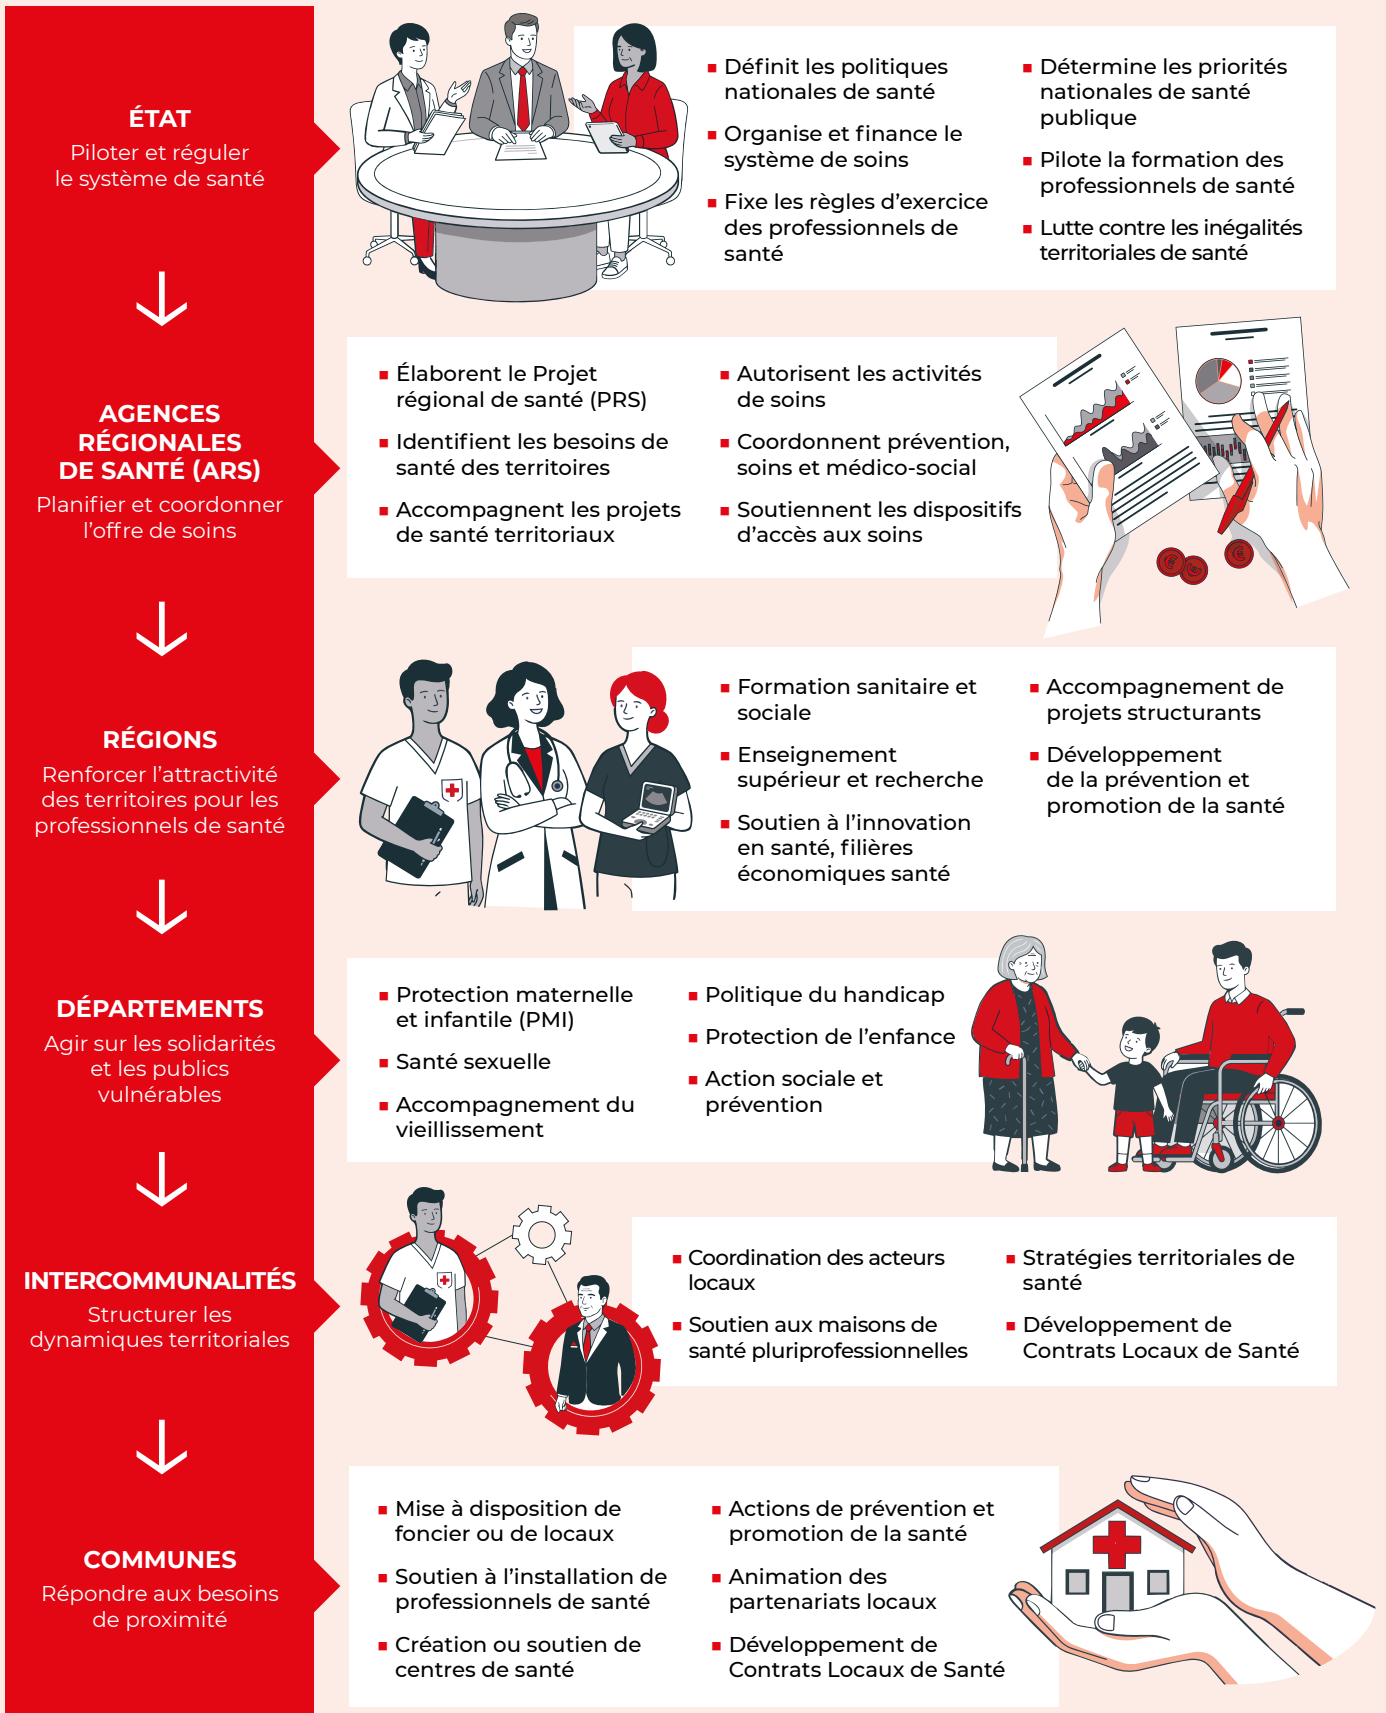 ÉTAT
Piloter et réguler
le système de santé
Définit les politiques
nationales de santé
Organise et finance le
système de soins
Fixe les règles d'exercice
des professionnels de
santé
Détermine les priorités
nationales de santé
publique
Pilote la formation des
professionnels de santé
Lutte contre les inégalités
territoriales de santé
AGENCES
RÉGIONALES
DE SANTÉ (ARS)
Planifier et coordonner
l'offre de soins
Élaborent le Projet
régional de santé (PRS)
Identifient les besoins de
santé des territoires
Accompagnent les projets
de santé territoriaux
Autorisent les activités
de soins
Coordonnent prévention,
soins et médico-social
Soutiennent les dispositifs
d'accès aux soins
RÉGIONS
Renforcer l'attractivité
des territoires pour les
professionnels de santé
Formation sanitaire et
sociale
Enseignement
supérieur et recherche
Soutien à l'innovation
en santé, filières
économiques santé
Accompagnement de
projets structurants
Développement
de la prévention et
promotion de la santé
DÉPARTEMENTS
Agir sur les solidarités
et les publics
vulnérables
Protection maternelle
et infantile (PMI)
Santé sexuelle
Accompagnement du
vieillissement
Politique du handicap
Protection de l'enfance
Action sociale et
prévention
INTERCOMMUNALITÉS
Structurer les
dynamiques territoriales
Coordination des acteurs
locaux
Soutien aux maisons de
santé pluriprofessionnelles
Stratégies territoriales de
santé
Développement de
Contrats Locaux de Santé
COMMUNES
Répondre aux besoins
de proximité
Mise à disposition de
foncier ou de locaux
Soutien à l'installation de
professionnels de santé
Création ou soutien de
centres de santé
Actions de prévention et
promotion de la santé
Animation des
partenariats locaux
Développement de
Contrats Locaux de Santé